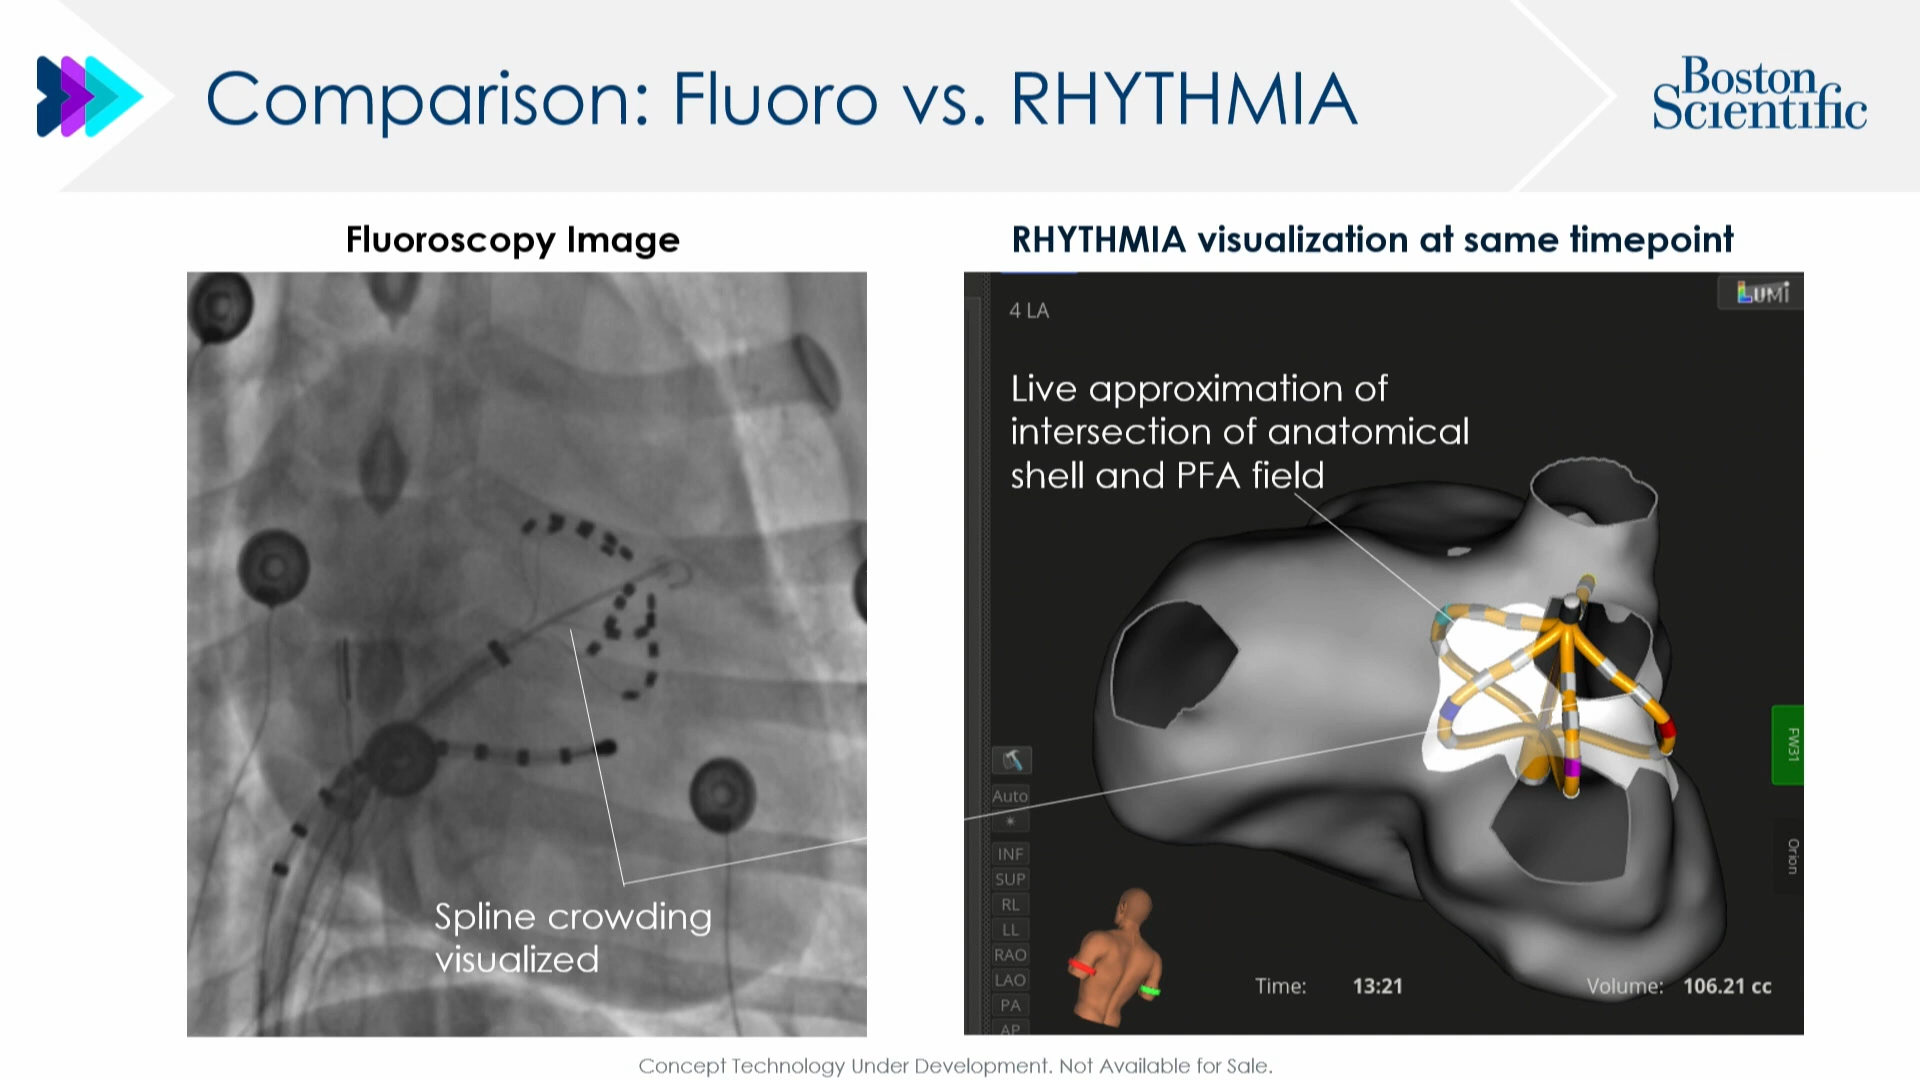 Comparison: Fluoro vs. RHYTHMIA
Boston
Scientific
Fluoroscopy Image
Spline crowding
visualized
RHYTHMIA visualization at same timepoint
LUMi
4 LA
Live approximation of
intersection of anatomical
shell and PFA field
FW31
Orion
Auto
INF
SUP
RL
LL
RAO
LAO
PA
AP
Time: 13:21
Volume: 106.21 cc
Concept Technology Under Development. Not Available for Sale.